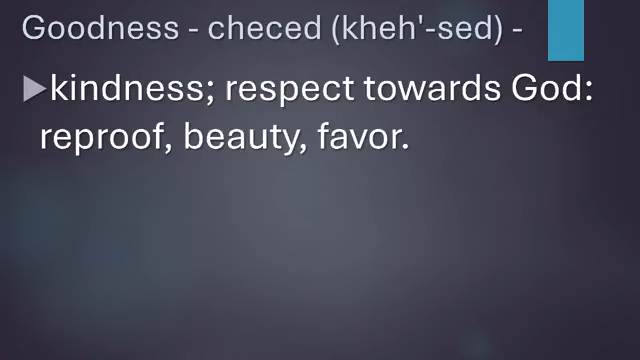 Goodness - checed (kheh'-sed) -
kindness; respect towards God:
reproof, beauty, favor.